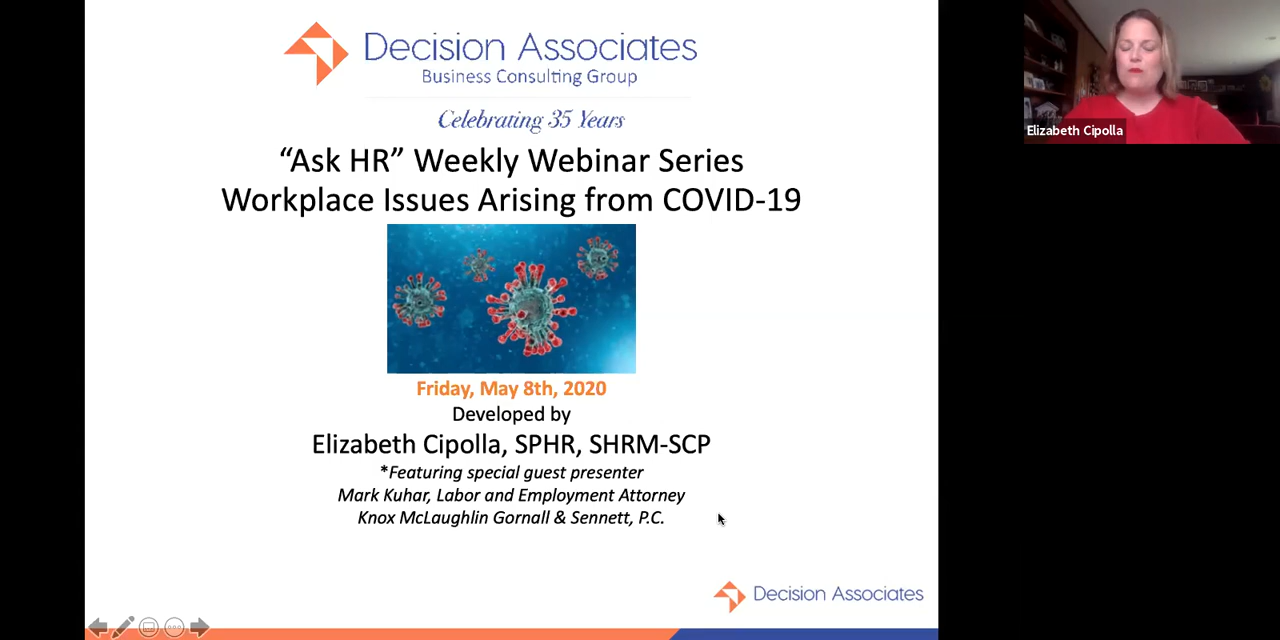 Decision Associates
Business Consulting Group
Celebrating 35 Years
“Ask HR” Weekly Webinar Series
Workplace Issues Arising from COVID-19
Friday, May 8th, 2020
Developed by
Elizabeth Cipolla, SPHR, SHRM-SCP
*Featuring special guest presenter
Mark Kuhar, Labor and Employment Attorney
Knox McLaughlin Gornall & Sennett, P.C.
Decision Associates
Elizabeth Cipolla